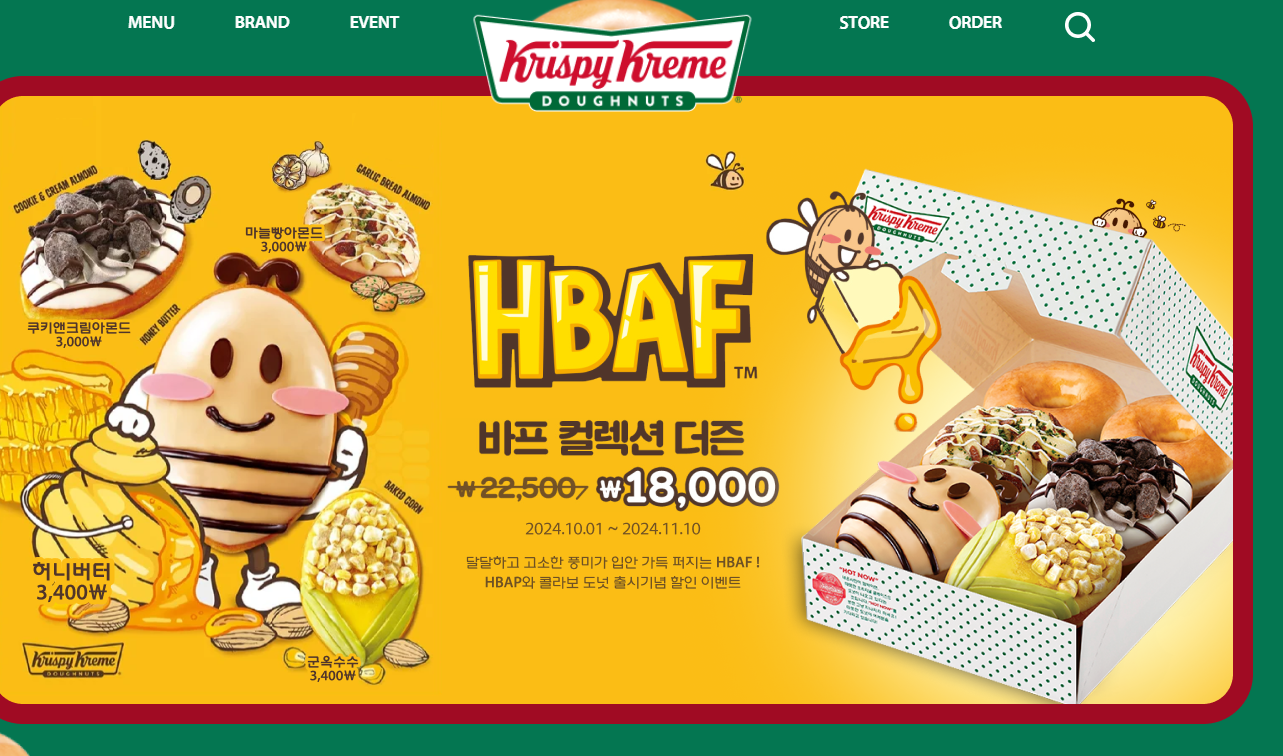 MENU
BRAND
EVENT
STORE
ORDER
Krispy Kreme
DOUGHNUTS
®
COOKIE & CREAM ALMOND
쿠키앤크림아몬드
3,000₩
GARLIC BREAD ALMOND
마늘빵아몬드
3,000₩
HONEY BUTTER
허니버터
3,400₩
BAKED CORN
군옥수수
3,400₩
Krispy Kreme
DOUGHNUTS
HBAF
TM
바프 컬렉션 더즌
₩22,500 ₩18,000
2024.10.01 ~ 2024.11.10
달달하고 고소한 풍미가 입안 가득 퍼지는 HBAF !
HBAP와 콜라보 도넛 출시기념 할인 이벤트
Krispy Kreme
DOUGHNUTS
Krispy Kreme
DOUGHNUTS
"HOT NOW"